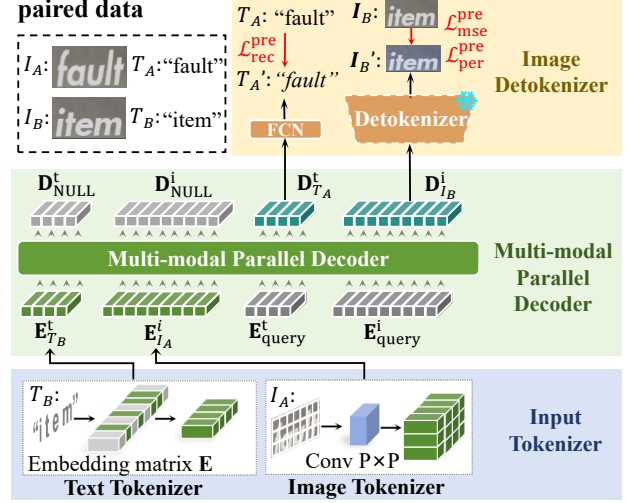 paired data
I_A: fault T_A: "fault"
I_B: item T_B: "item"
T_A: "fault"
L_rec^pre
T_A': "fault"
FCN
I_B: item
L_mse^pre
L_per^pre
I_B': item
Detokenizer
Image
Detokenizer
D_NULL^t D_NULL^i D_{T_A}^t D_{I_B}^i
Multi-modal Parallel Decoder
E_{T_B}^t E_{I_A}^i E_query^t E_query^i
Multi-modal
Parallel
Decoder
T_B:
"item"
Embedding matrix E
Text Tokenizer
I_A:
Conv P×P
Image Tokenizer
Input
Tokenizer